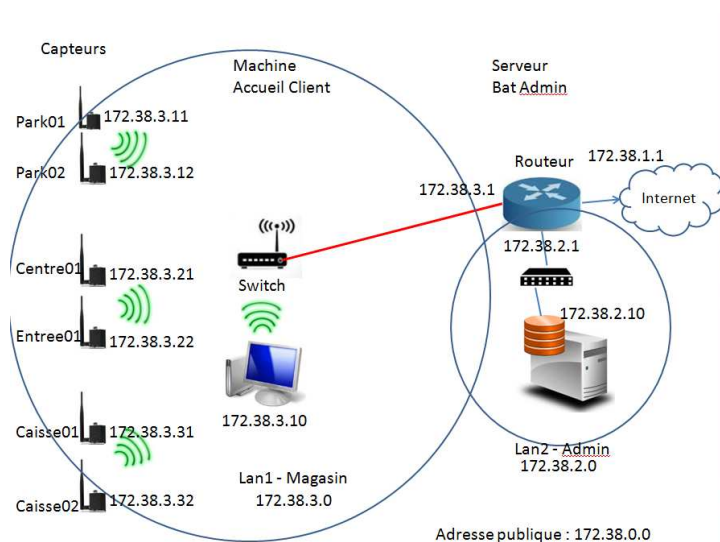 Capteurs
Machine
Accueil Client
Serveur
Bat Admin
Park01
172.38.3.11
Park02
172.38.3.12
Routeur
172.38.1.1
172.38.3.1
Internet
172.38.2.1
Centre01
172.38.3.21
Switch
Entree01
172.38.3.22
172.38.2.10
172.38.3.10
Caisse01
172.38.3.31
Lan1 - Magasin
172.38.3.0
Lan2 - Admin
172.38.2.0
Caisse02
172.38.3.32
Adresse publique : 172.38.0.0